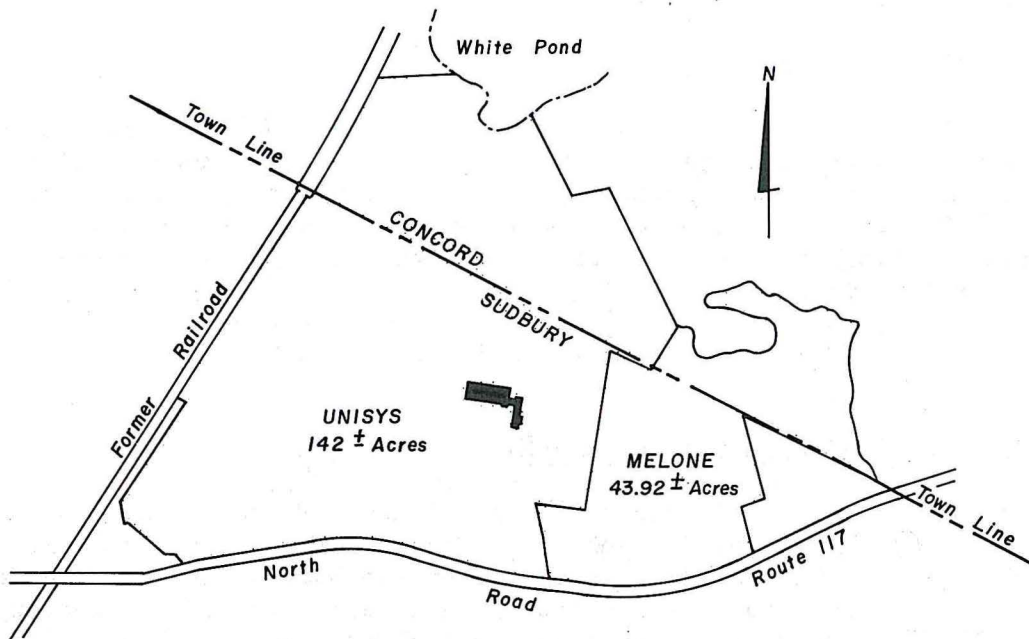 White Pond
N
Town Line
CONCORD
SUDBURY
Former Railroad
UNISYS
142 ± Acres
MELONE
43.92 ± Acres
Town Line
North Road Route 117